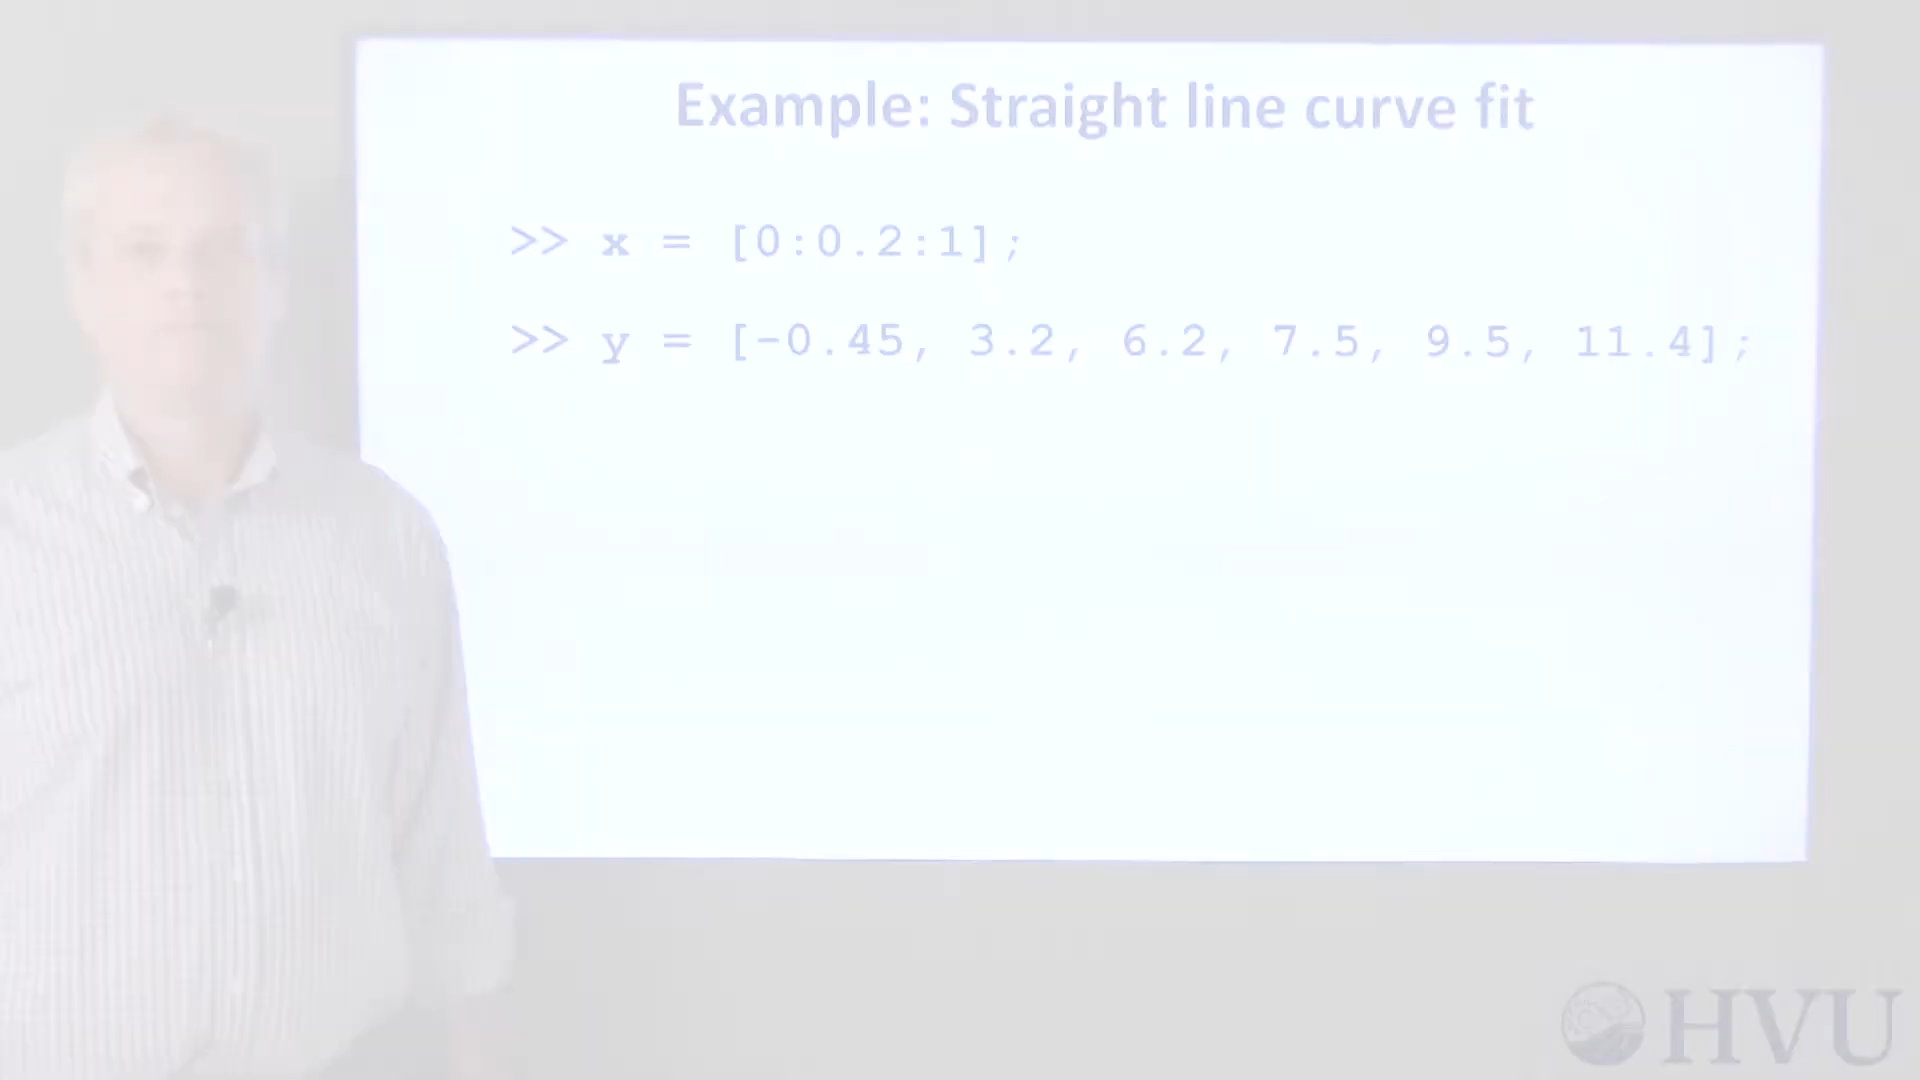 Example: Straight line curve fit
>> x = [0:0.2:1];
>> y = [-0.45, 3.2, 6.2, 7.5, 9.5, 11.4];
HVU